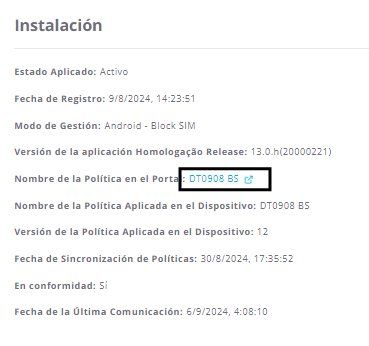 Instalación
Estado Aplicado: Activo
Fecha de Registro: 9/8/2024, 14:23:51
Modo de Gestión: Android - Block SIM
Versión de la aplicación Homologação Release: 13.0.h(20000221)
Nombre de la Política en el Portal: DT0908 BS
Nombre de la Política Aplicada en el Dispositivo: DT0908 BS
Versión de la Política Aplicada en el Dispositivo: 12
Fecha de Sincronización de Políticas: 30/8/2024, 17:35:52
En conformidad: Sí
Fecha de la Última Comunicación: 6/9/2024, 4:08:10